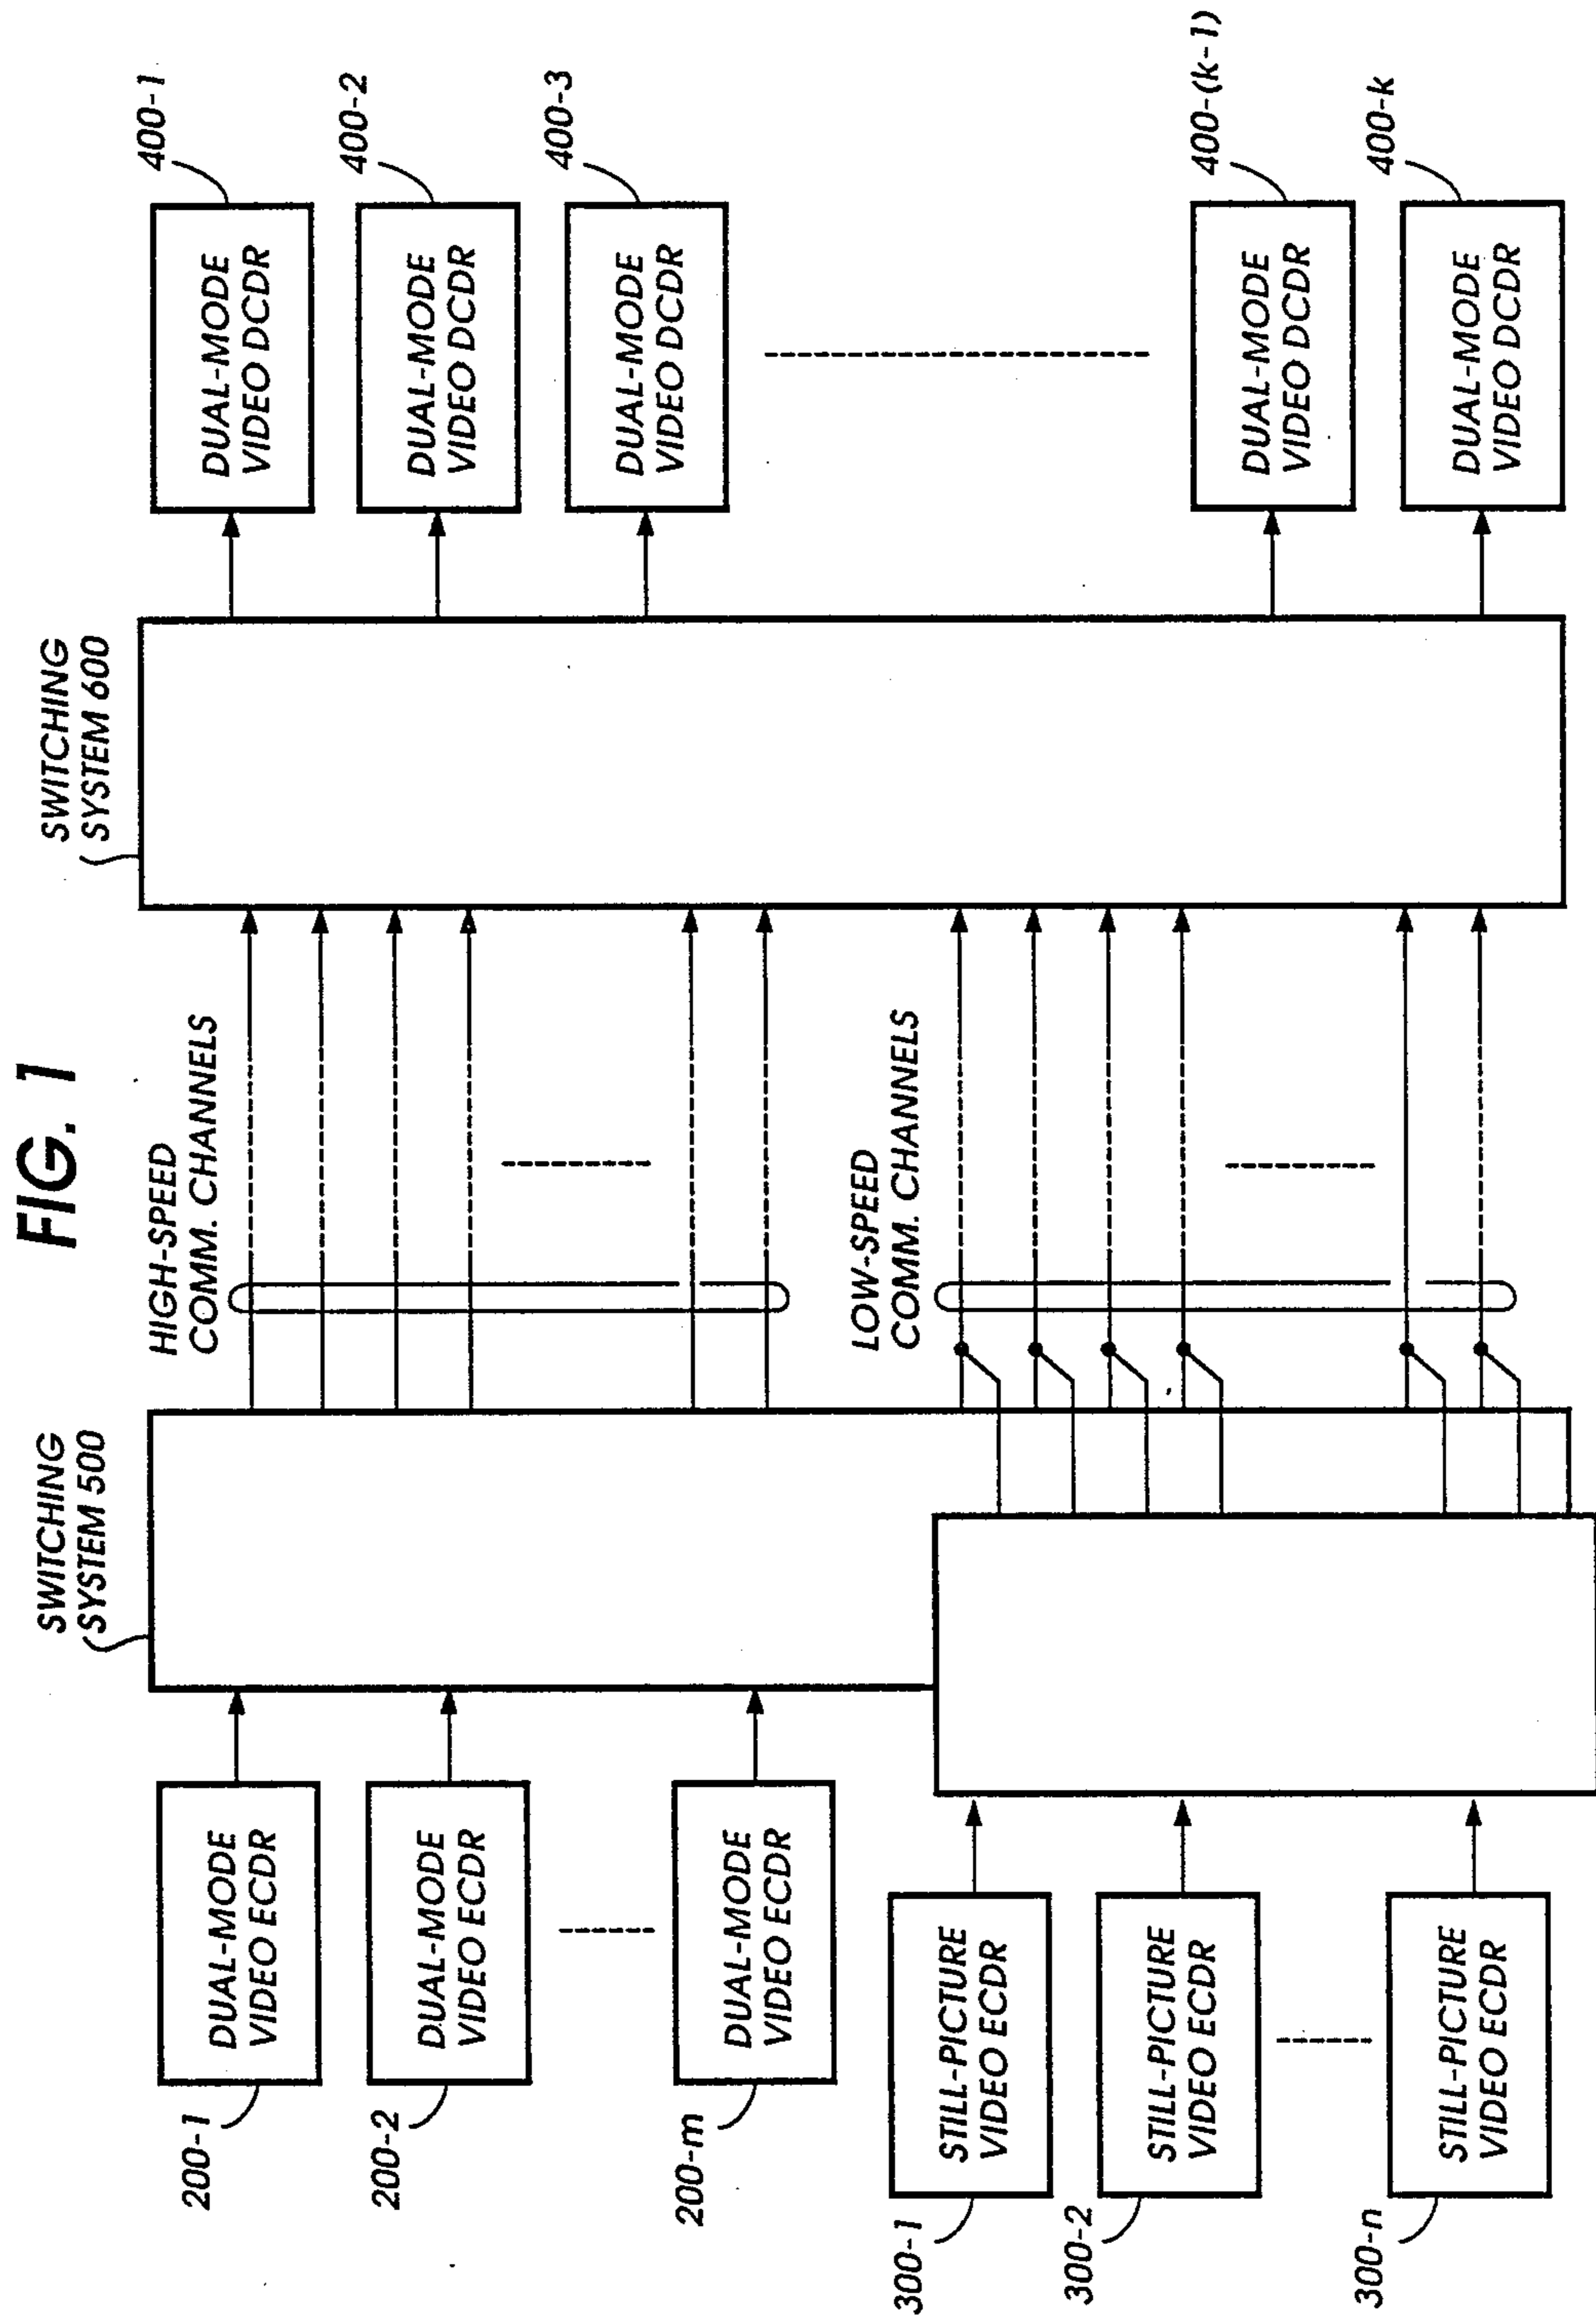 FIG. 1
SWITCHING
SYSTEM 500
SWITCHING
SYSTEM 600
HIGH-SPEED
COMM. CHANNELS
LOW-SPEED
COMM. CHANNELS
200-1
DUAL-MODE
VIDEO ECDR
200-2
DUAL-MODE
VIDEO ECDR
200-m
DUAL-MODE
VIDEO ECDR
300-1
STILL-PICTURE
VIDEO ECDR
300-2
STILL-PICTURE
VIDEO ECDR
300-n
STILL-PICTURE
VIDEO ECDR
400-1
DUAL-MODE
VIDEO DCDR
400-2
DUAL-MODE
VIDEO DCDR
400-3
DUAL-MODE
VIDEO DCDR
400-(k-1)
DUAL-MODE
VIDEO DCDR
400-k
DUAL-MODE
VIDEO DCDR